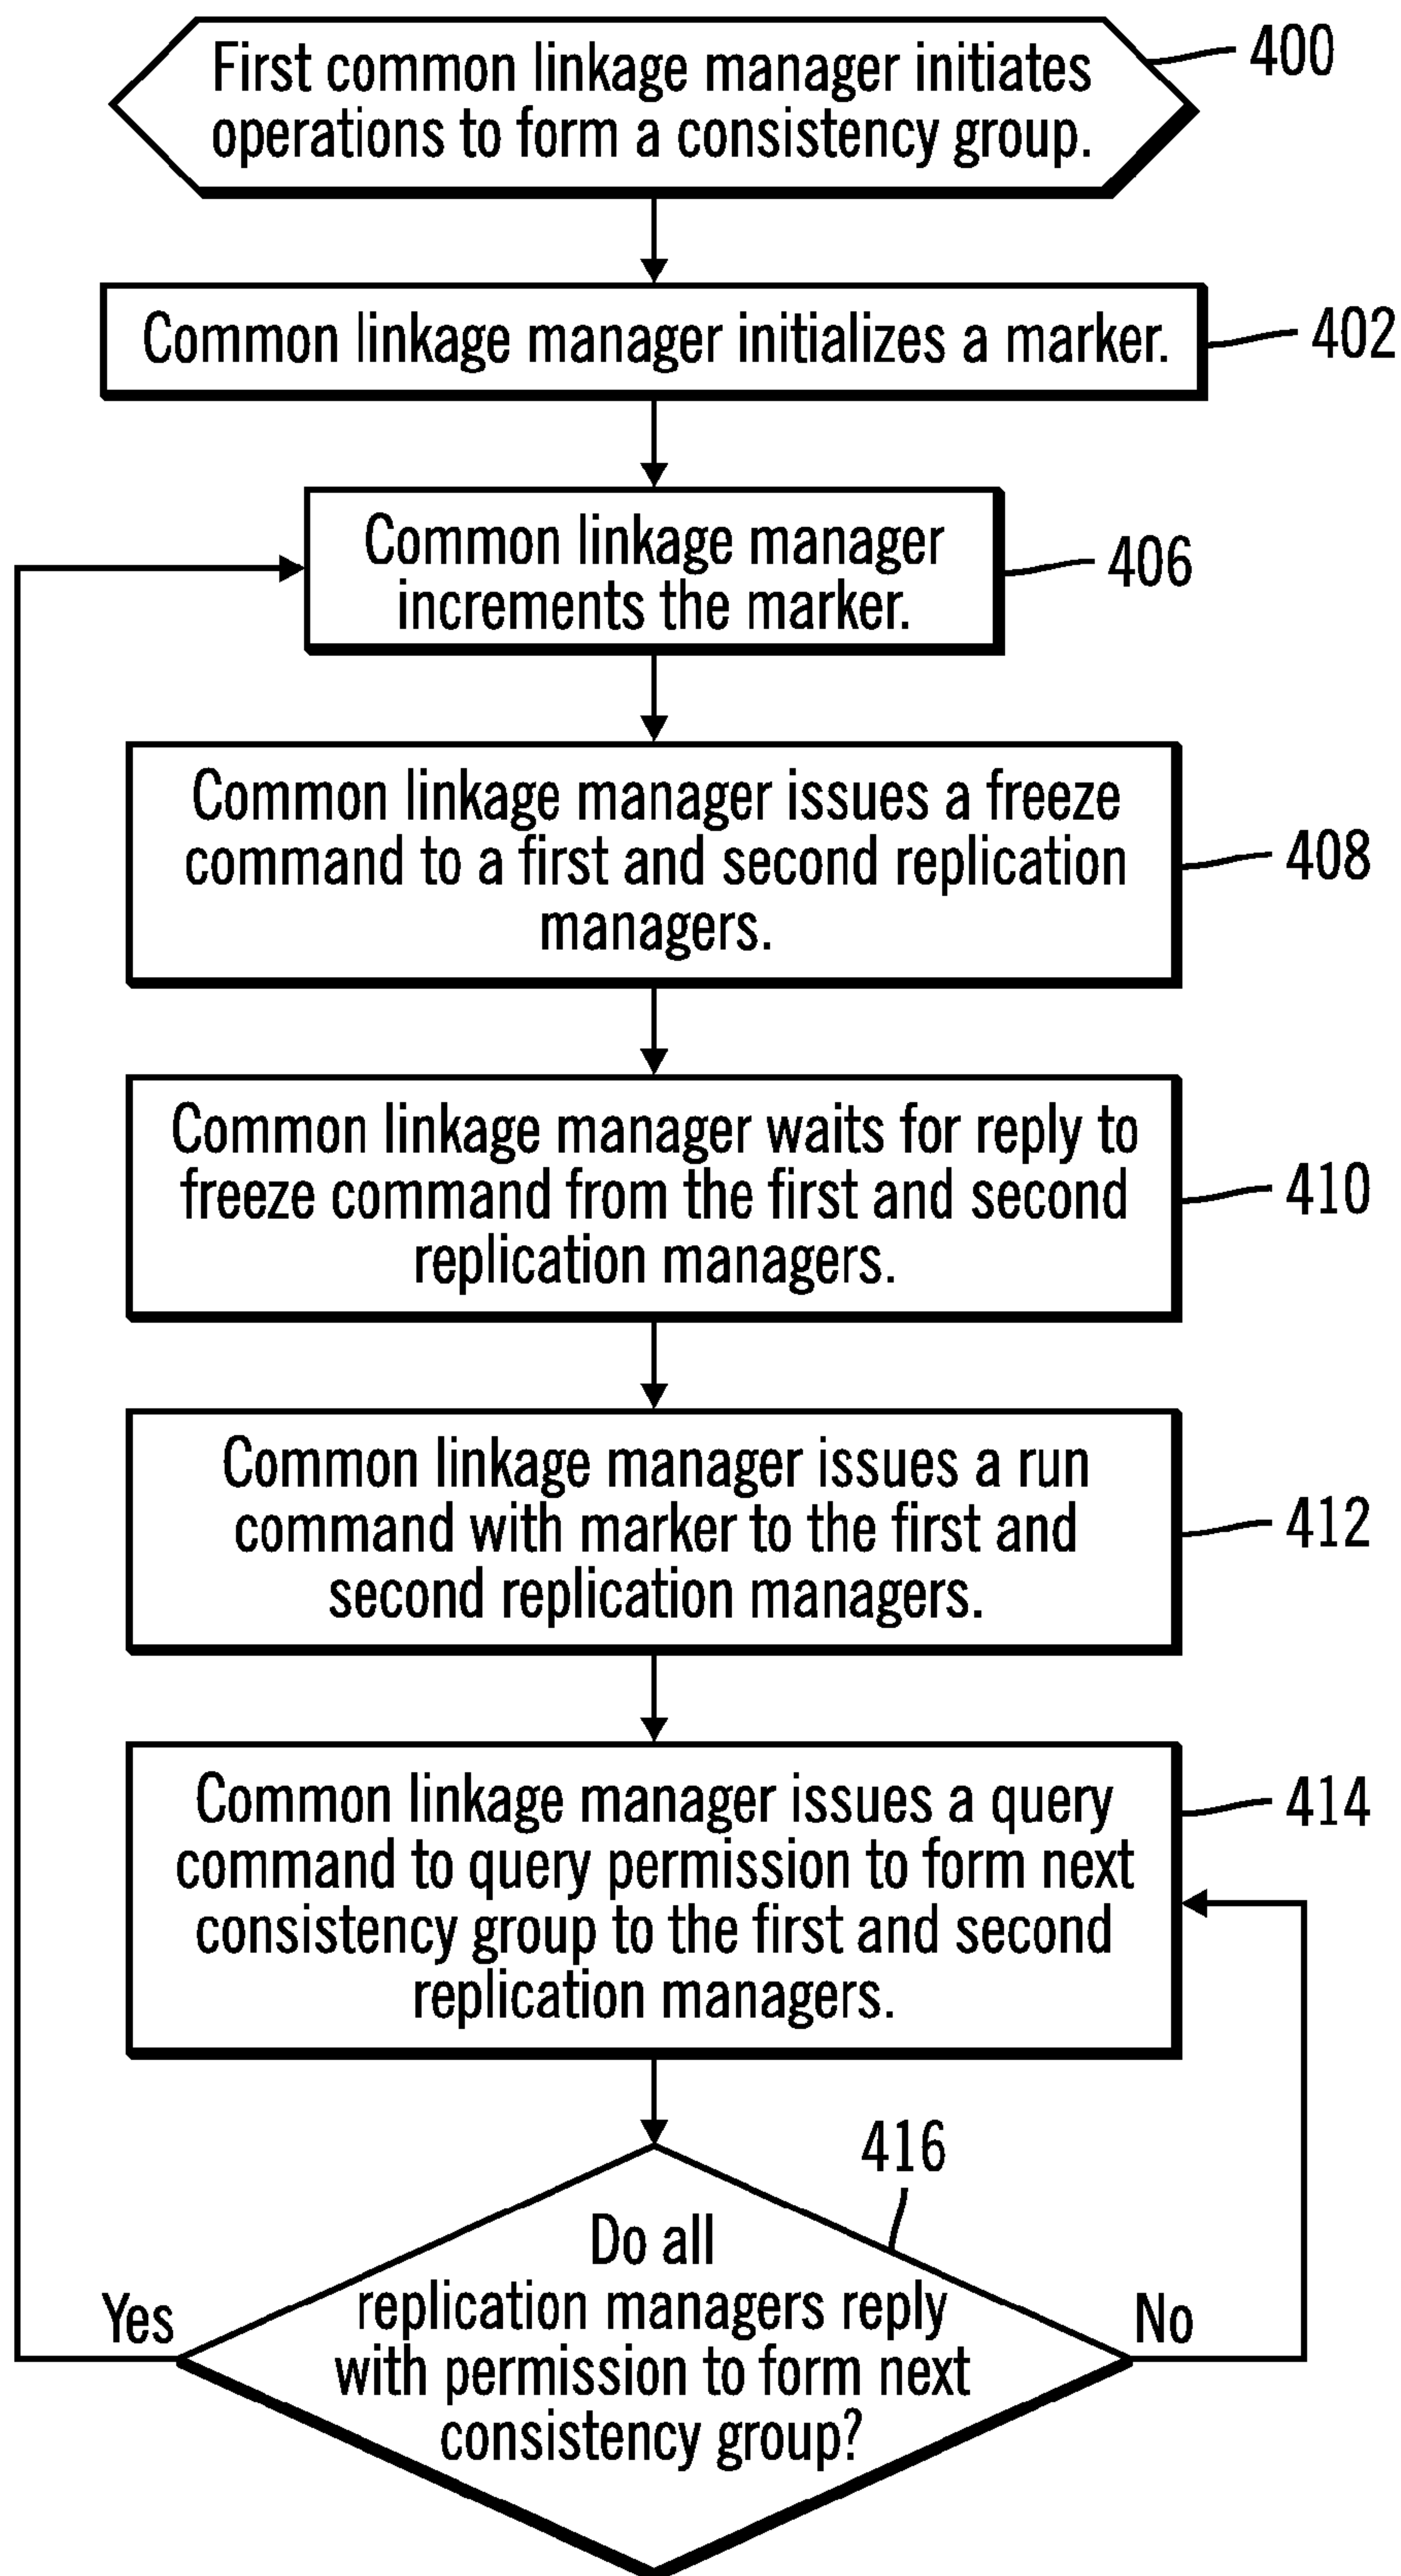 First common linkage manager initiates
operations to form a consistency group.
400
Common linkage manager initializes a marker.
402
Common linkage manager
increments the marker.
406
Common linkage manager issues a freeze
command to a first and second replication
managers.
408
Common linkage manager waits for reply to
freeze command from the first and second
replication managers.
410
Common linkage manager issues a run
command with marker to the first and
second replication managers.
412
Common linkage manager issues a query
command to query permission to form next
consistency group to the first and second
replication managers.
414
416
Do all
replication managers reply
with permission to form next
consistency group?
Yes
No